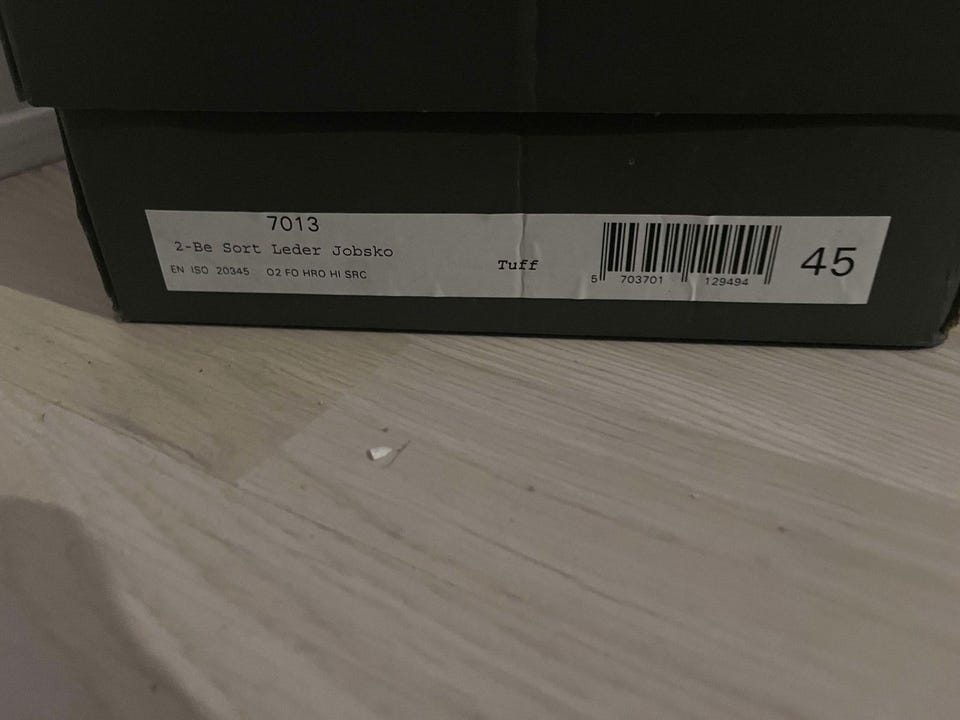 7013
2-Be Sort Leder Jobsko
EN ISO 20345 O2 FO HRO HI SRC
Tuff
5 703701 129494
45